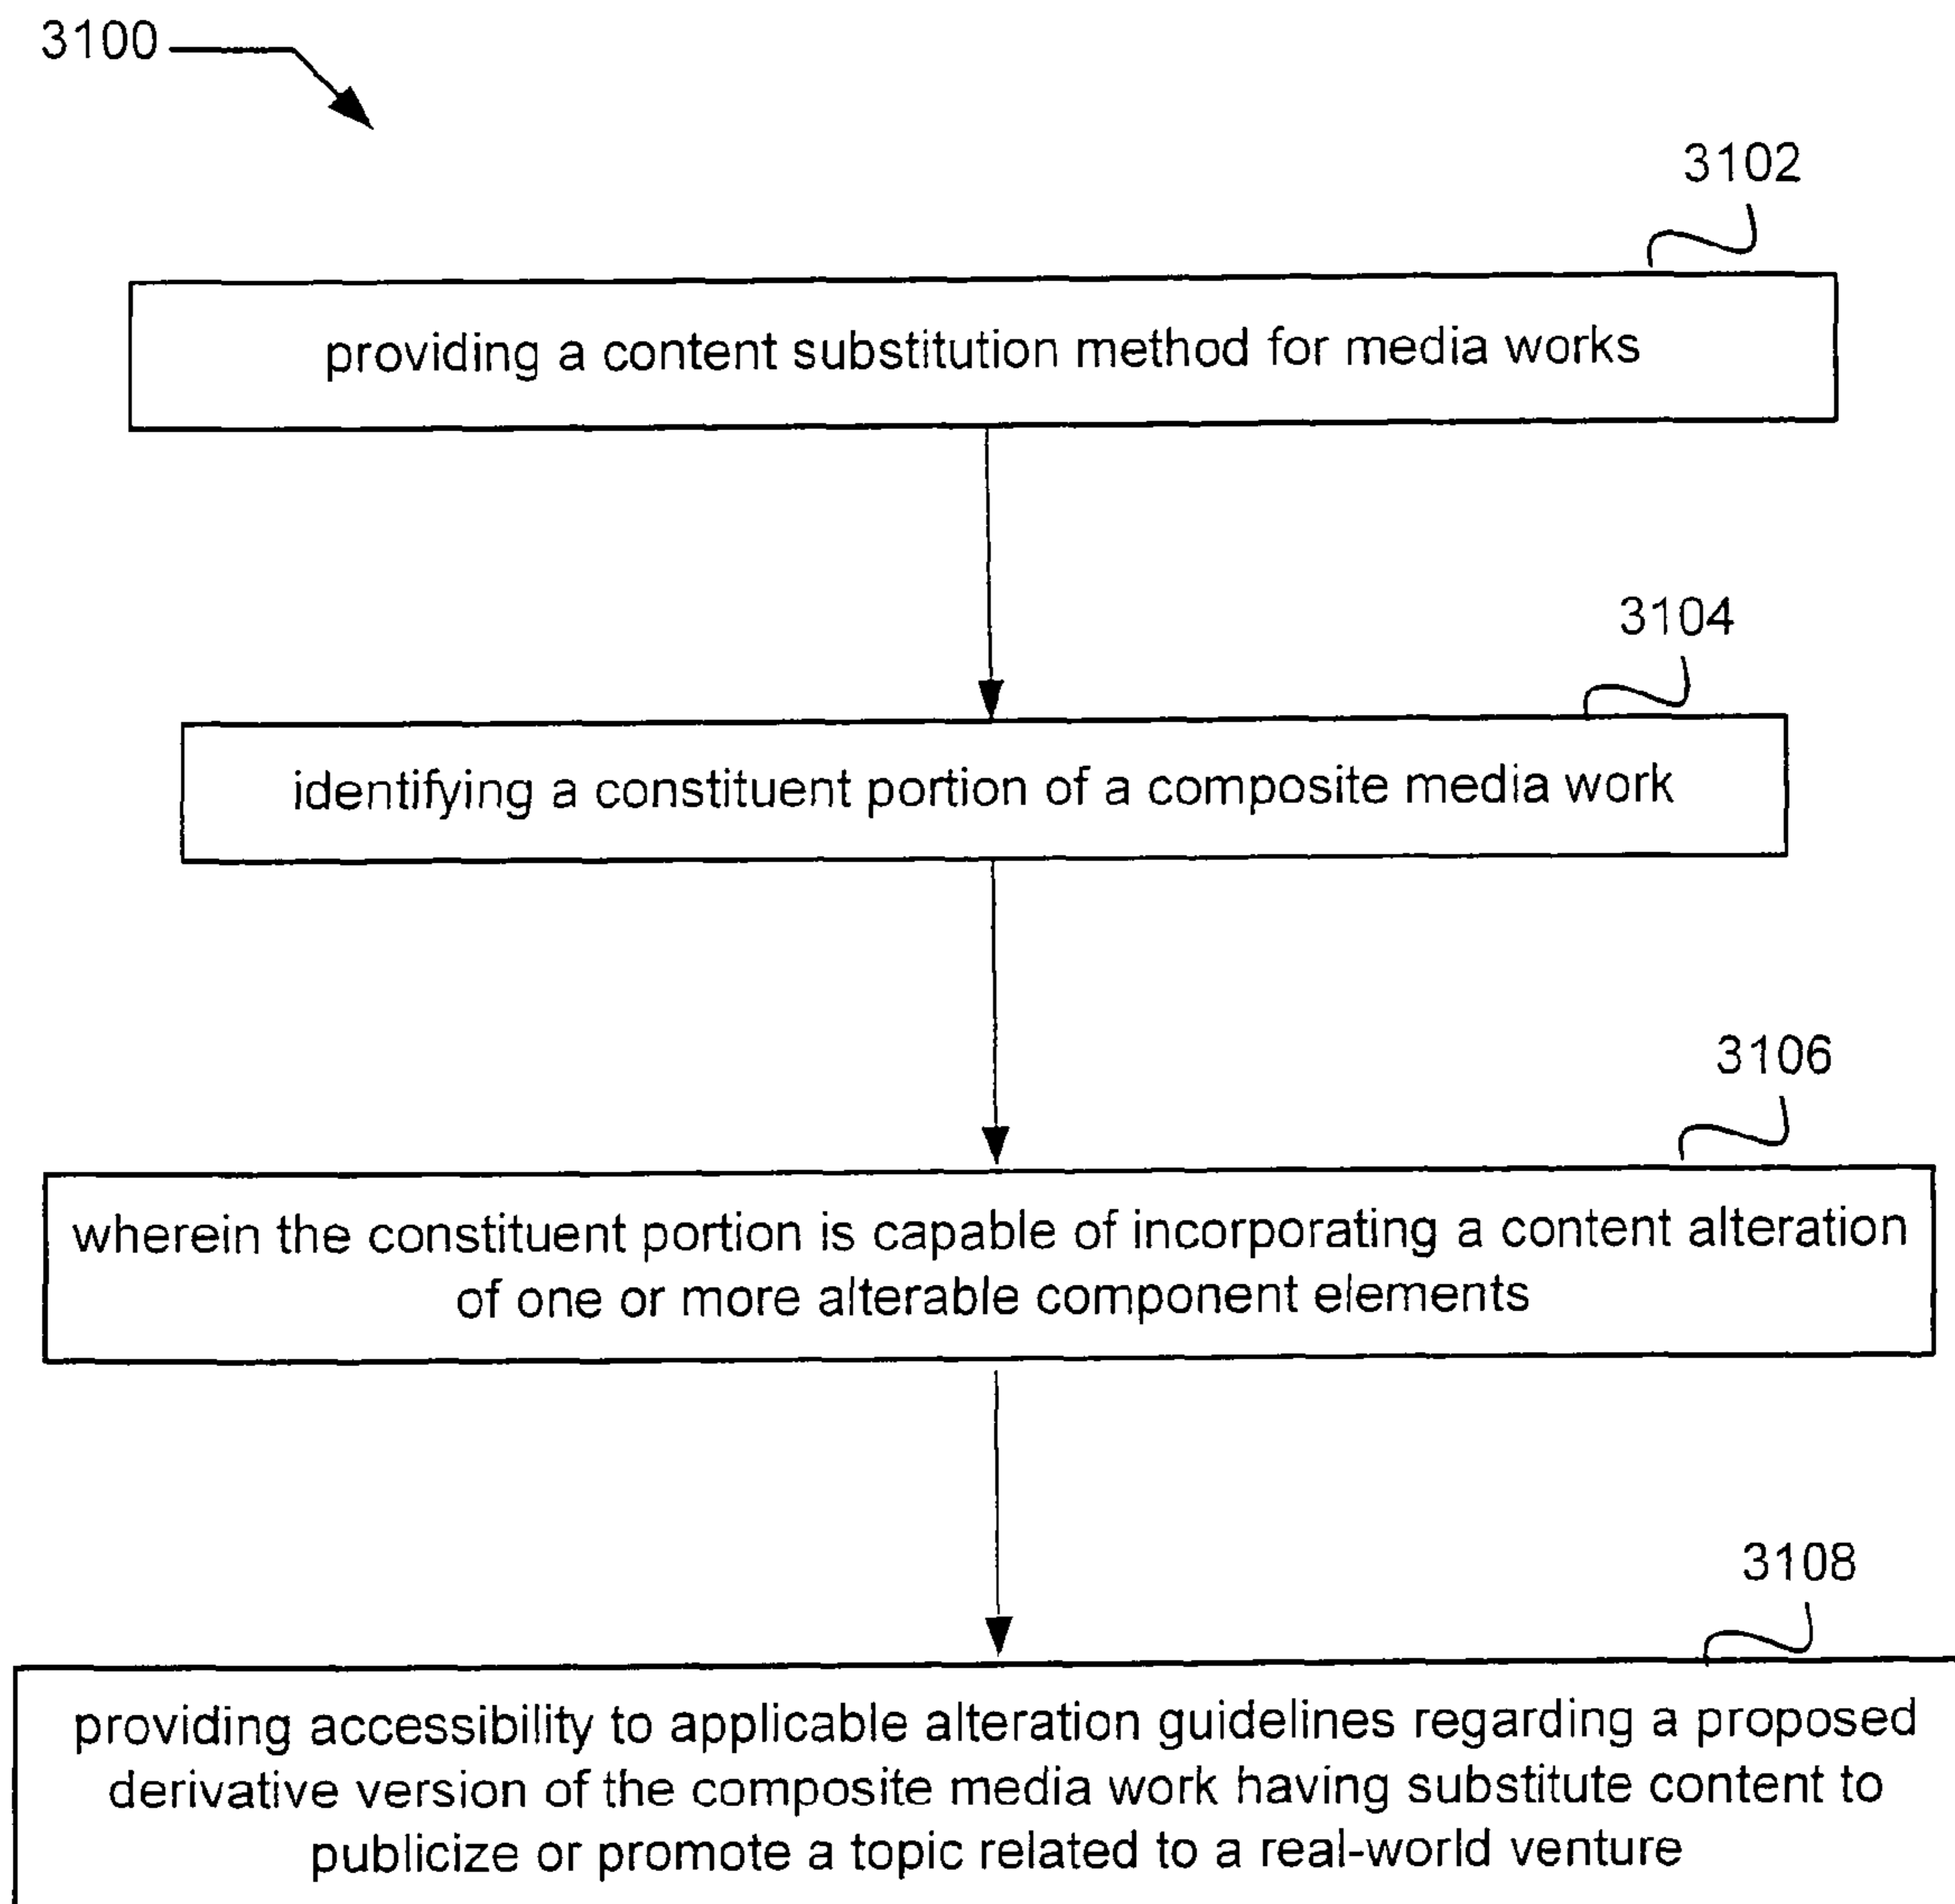 3100
3102
providing a content substitution method for media works
3104
identifying a constituent portion of a composite media work
3106
wherein the constituent portion is capable of incorporating a content alteration
of one or more alterable component elements
3108
providing accessibility to applicable alteration guidelines regarding a proposed
derivative version of the composite media work having substitute content to
publicize or promote a topic related to a real-world venture